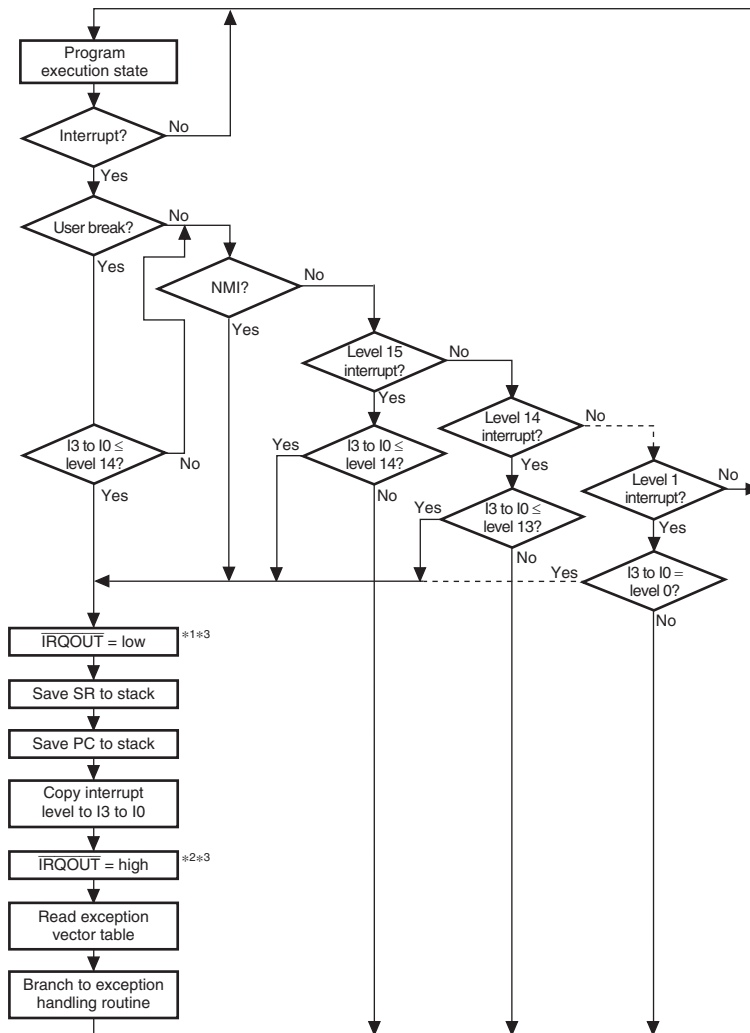 Program
execution state
Interrupt?
No
Yes
User break?
No
Yes
NMI?
No
Yes
Level 15
interrupt?
No
Yes
Level 14
interrupt?
No
Yes
Level 1
interrupt?
No
Yes
I3 to I0 ≤
level 14?
No
Yes
I3 to I0 ≤
level 14?
Yes
No
I3 to I0 ≤
level 13?
Yes
No
I3 to I0 =
level 0?
Yes
No
IRQOUT = low *1*3
Save SR to stack
Save PC to stack
Copy interrupt
level to I3 to I0
IRQOUT = high *2*3
Read exception
vector table
Branch to exception
handling routine